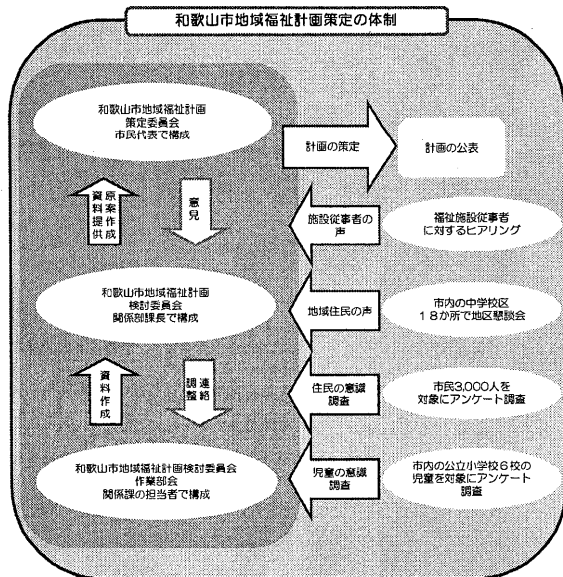 和歌山市地域福祉計画策定の体制
和歌山市地域福祉計画
策定委員会
市民代表で構成
計画の策定
計画の公表
原案作成
資料提供
意見
施設従事者の
声
福祉施設従事者
に対するヒアリング
和歌山市地域福祉計画
検討委員会
関係部課長で構成
地域住民の声
市内の中学校区
18か所で地区懇談会
資料作成
連絡
調整
住民の意識
調査
市民3,000人を
対象にアンケート調査
和歌山市地域福祉計画検討委員会
作業部会
関係課の担当者で構成
児童の意識
調査
市内の公立小学校6校の
児童を対象にアンケート
調査